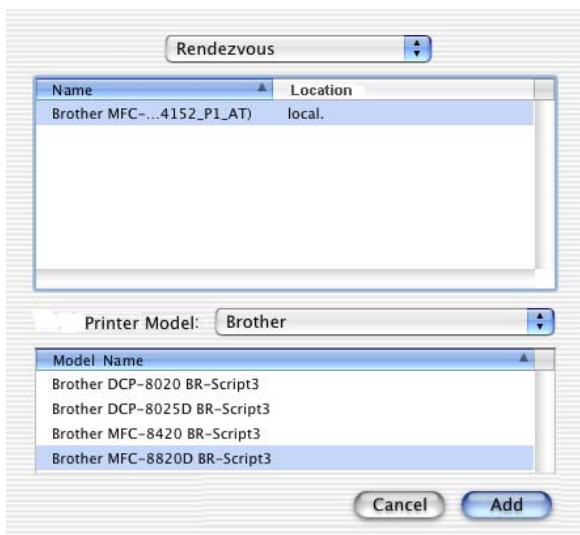 Rendezvous
Name Location
Brother MFC-...4152_P1_AT) local.
Printer Model: Brother
Model Name
Brother DCP-8020 BR-Script3
Brother DCP-8025D BR-Script3
Brother MFC-8420 BR-Script3
Brother MFC-8820D BR-Script3
Cancel Add